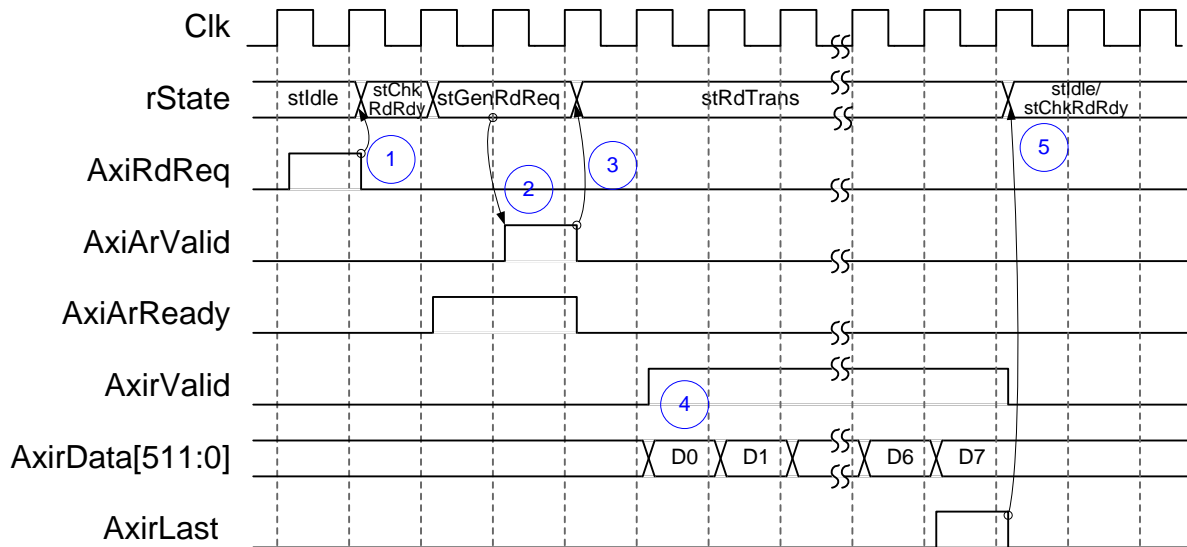 Clk
rState
stIdle
stChk
RdRdy
stGenRdReq
stRdTrans
stIdle/
stChkRdRdy
AxiRdReq
1
2
3
5
AxiArValid
AxiArReady
AxirValid
4
AxirData[511:0]
D0
D1
D6
D7
AxirLast